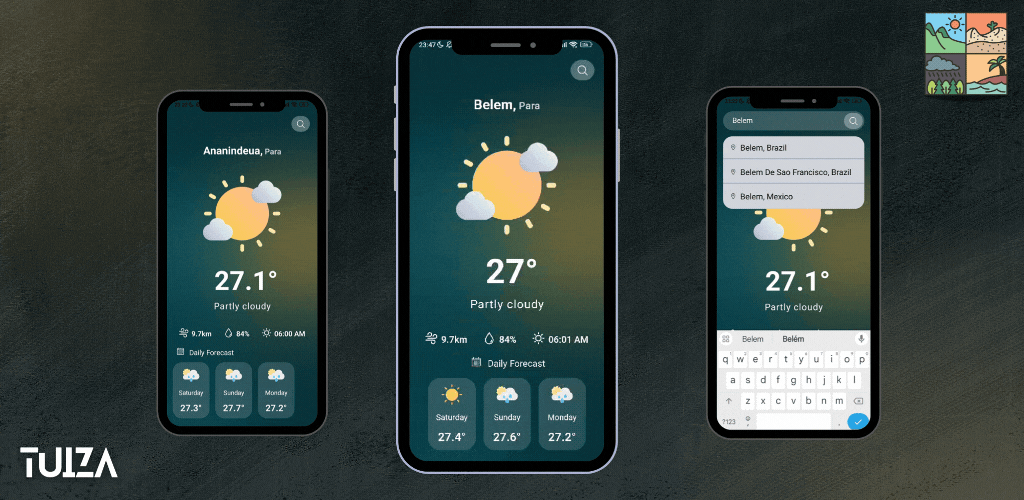 Ananindeua, Para
27.1°
Partly cloudy
9.7km 84% 06:00 AM
Daily Forecast
Saturday Sunday Monday
27.3° 27.7° 27.2°
23:47
Belem, Para
27°
Partly cloudy
9.7km 84% 06:01 AM
Daily Forecast
Saturday Sunday Monday
27.4° 27.6° 27.2°
Belem
Belem, Brazil
Belem De Sao Francisco, Brazil
Belem, Mexico
27.1°
Partly cloudy
Belem Belém
q w e r t y u i o p
a s d f g h j k l
z x c v b n m
?123 , .
TUIZA